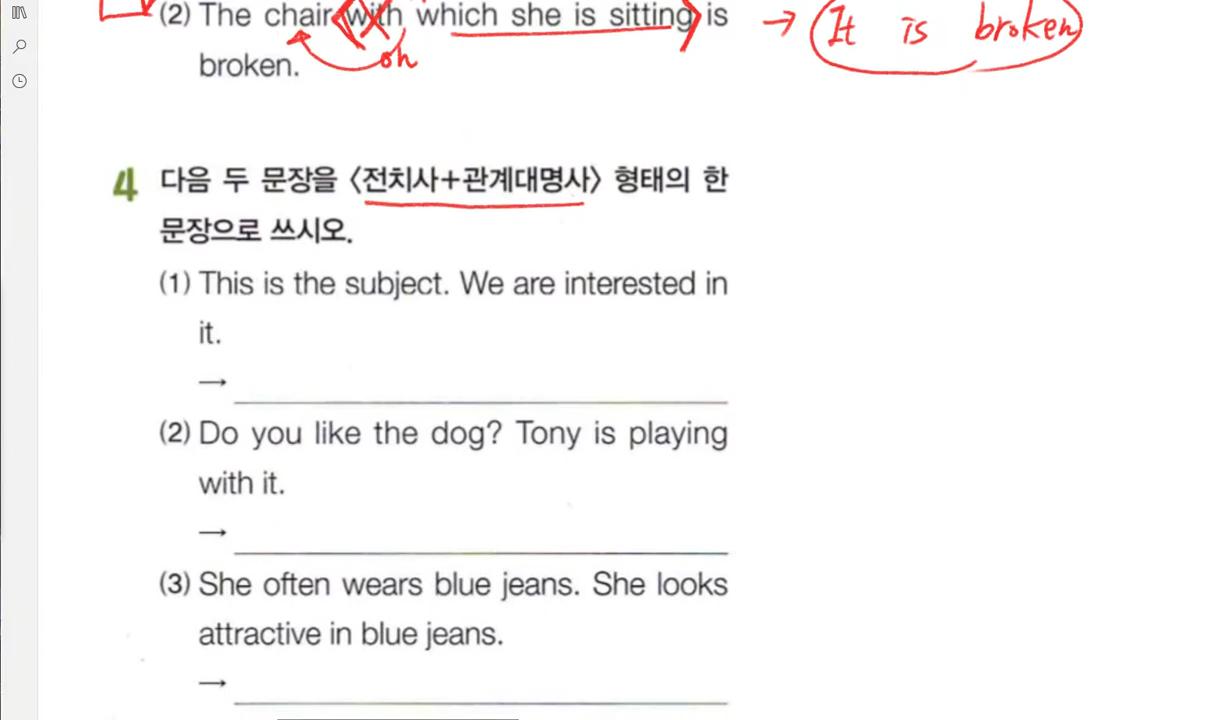 (2) The chair with which she is sitting is → It is broken
on
broken.
4 다음 두 문장을 〈전치사+관계대명사〉 형태의 한
문장으로 쓰시오.
(1) This is the subject. We are interested in
it.
→
(2) Do you like the dog? Tony is playing
with it.
→
(3) She often wears blue jeans. She looks
attractive in blue jeans.
→